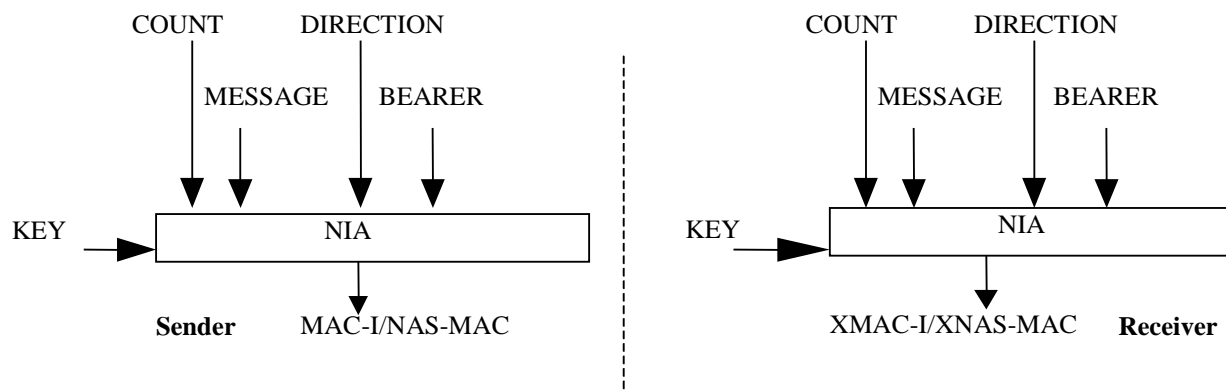 COUNT DIRECTION
MESSAGE BEARER
KEY NIA
Sender MAC-I/NAS-MAC
COUNT DIRECTION
MESSAGE BEARER
KEY NIA
XMAC-I/XNAS-MAC Receiver